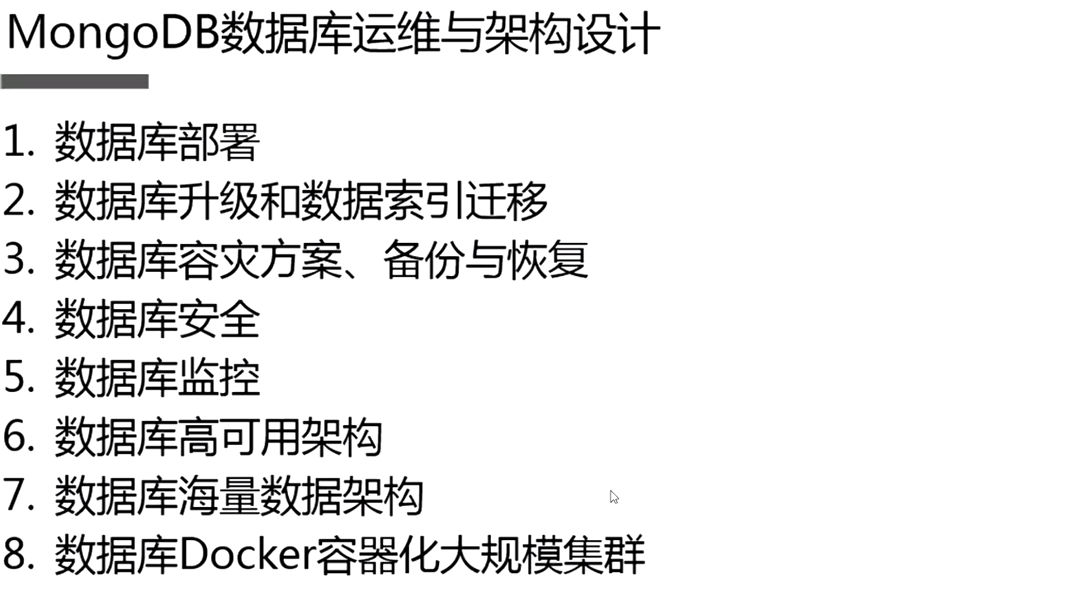 MongoDB数据库运维与架构设计
1. 数据库部署
2. 数据库升级和数据索引迁移
3. 数据库容灾方案、备份与恢复
4. 数据库安全
5. 数据库监控
6. 数据库高可用架构
7. 数据库海量数据架构
8. 数据库Docker容器化大规模集群